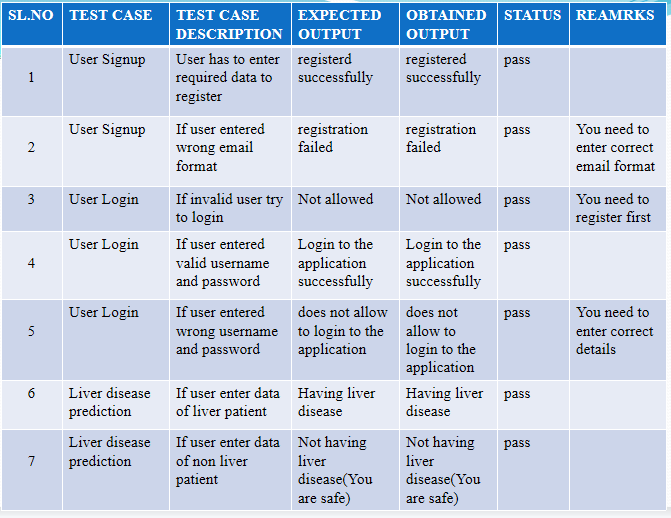 SL.NO TEST CASE TEST CASE DESCRIPTION EXPECTED OUTPUT OBTAINED OUTPUT STATUS REAMRKS
1 User Signup User has to enter required data to register registerd successfully registered successfully pass
2 User Signup If user entered wrong email format registration failed registration failed pass You need to enter correct email format
3 User Login If invalid user try to login Not allowed Not allowed pass You need to register first
4 User Login If user entered valid username and password Login to the application successfully Login to the application successfully pass
5 User Login If user entered wrong username and password does not allow to login to the application does not allow to login to the application pass You need to enter correct details
6 Liver disease prediction If user enter data of liver patient Having liver disease Having liver disease pass
7 Liver disease prediction If user enter data of non liver patient Not having liver disease(You are safe) Not having liver disease(You are safe) pass